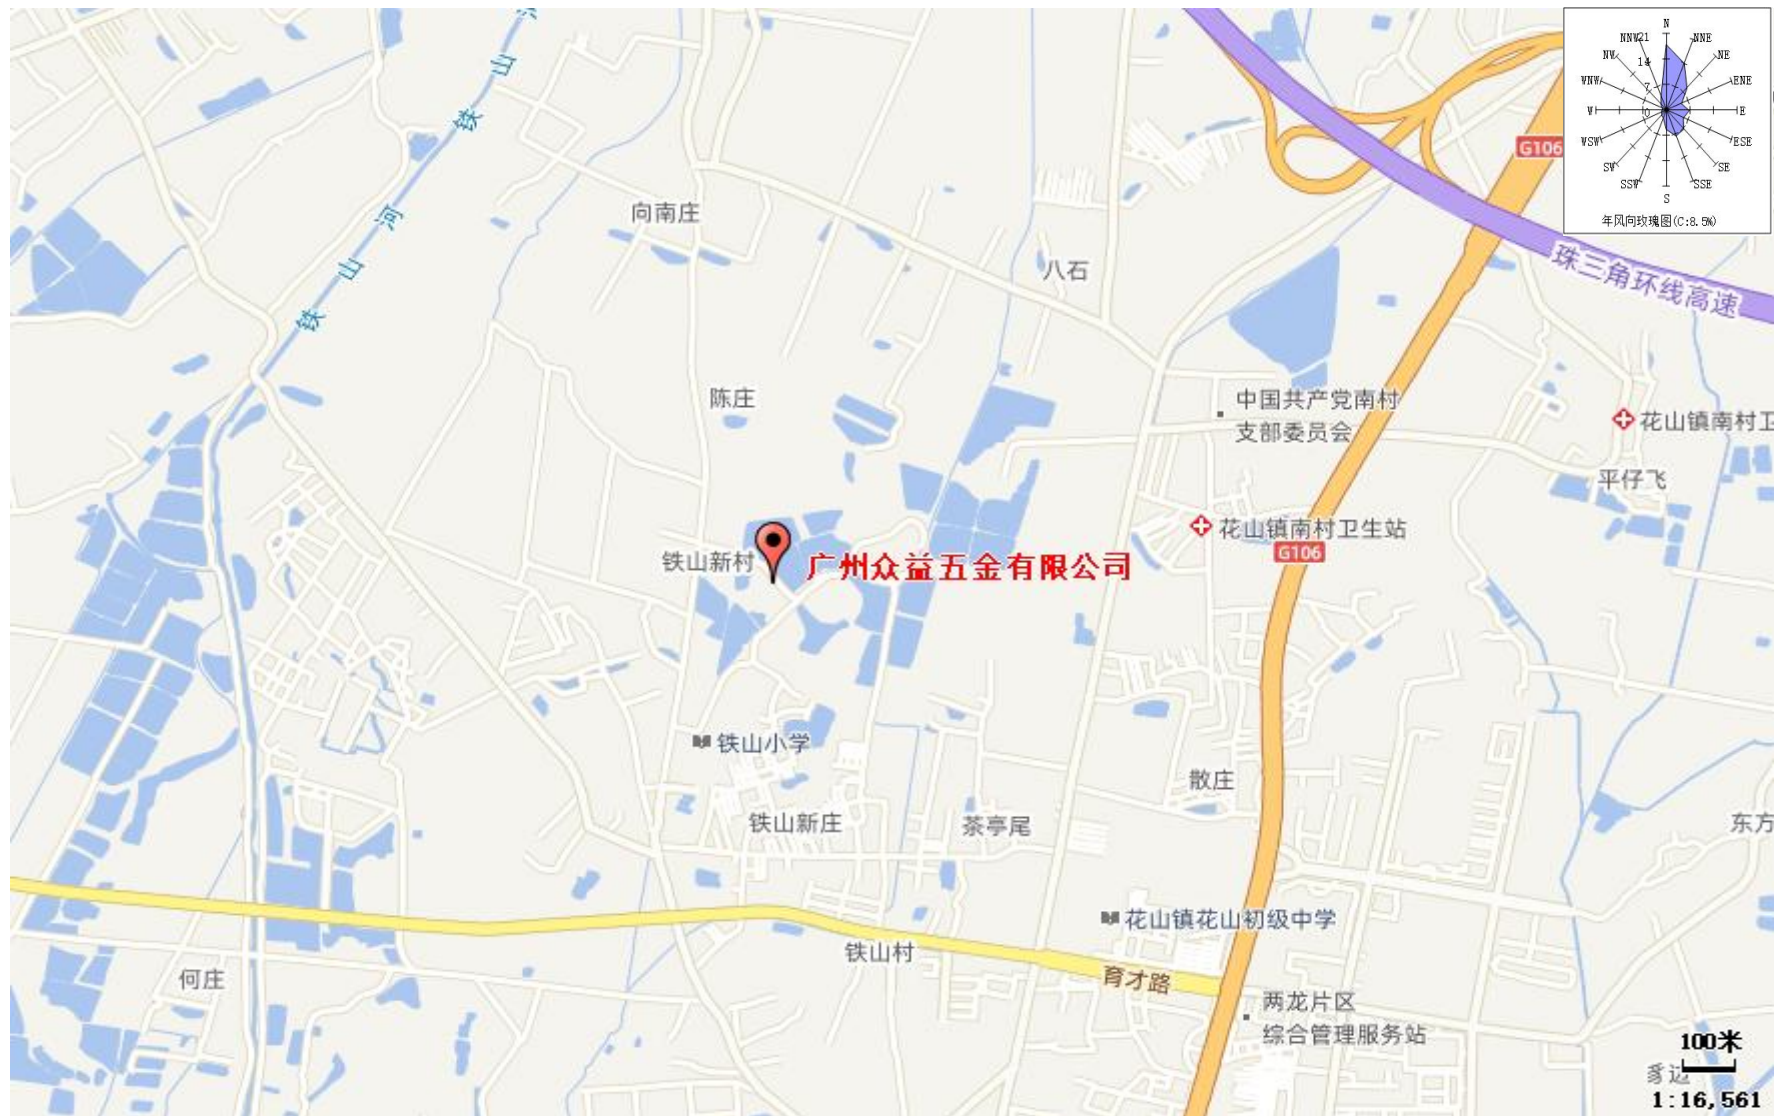 N
NNW
21
NNE
NW
14
NE
WNW
7
ENE
W
0
E
WSW
ESE
SW
SE
SSW
SSE
S
年风向玫瑰图(C:8.5%)
G106
铁山
河
山
铁
向南庄
八石
珠三角环线高速
陈庄
中国共产党南村
支部委员会
花山镇南村卫
平仔飞
花山镇南村卫生站
G106
铁山新村
广州众益五金有限公司
铁山小学
散庄
铁山新庄
茶亭尾
东方
花山镇花山初级中学
铁山村
育才路
何庄
两龙片区
综合管理服务站
100米
1:16,561